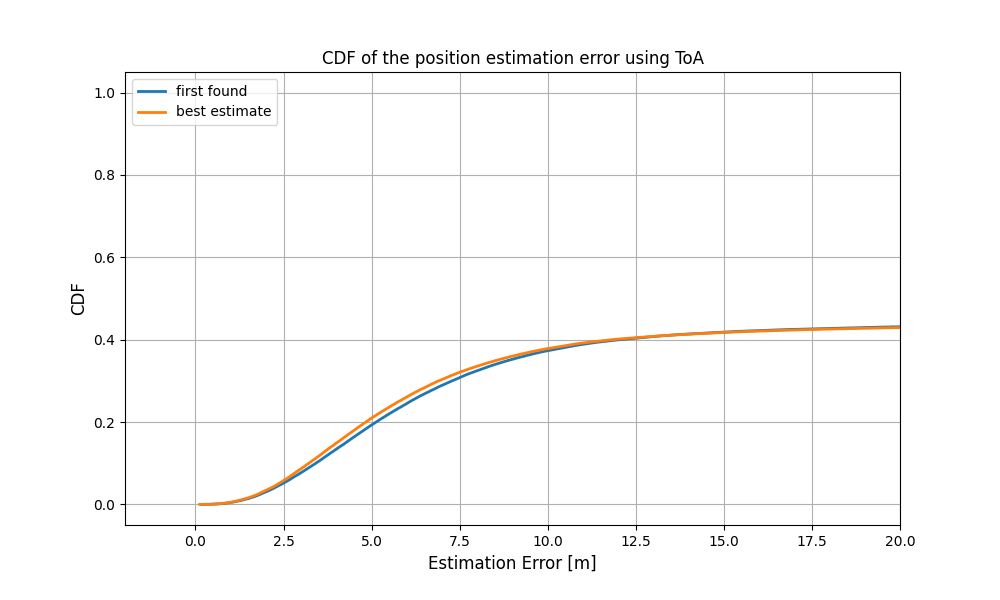 CDF of the position estimation error using ToA
first found
best estimate
1.0
0.8
0.6
0.4
0.2
0.0
CDF
0.0 2.5 5.0 7.5 10.0 12.5 15.0 17.5 20.0
Estimation Error [m]